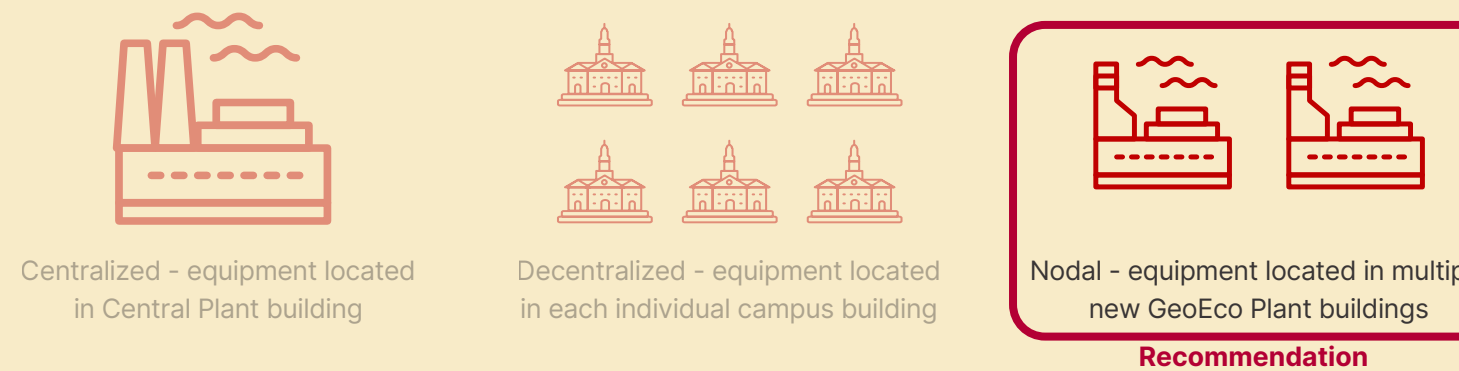 Centralized - equipment located
in Central Plant building
Decentralized - equipment located
in each individual campus building
Nodal - equipment located in multip
new GeoEco Plant buildings
Recommendation